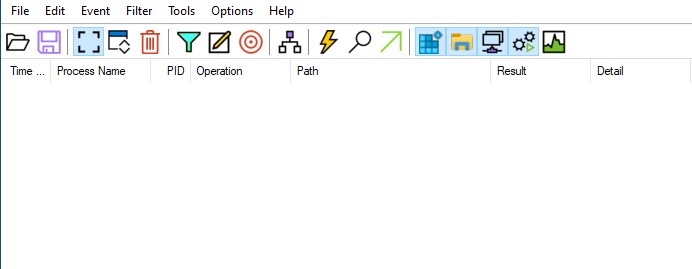 File Edit Event Filter Tools Options Help
Time ... Process Name PID Operation Path Result Detail